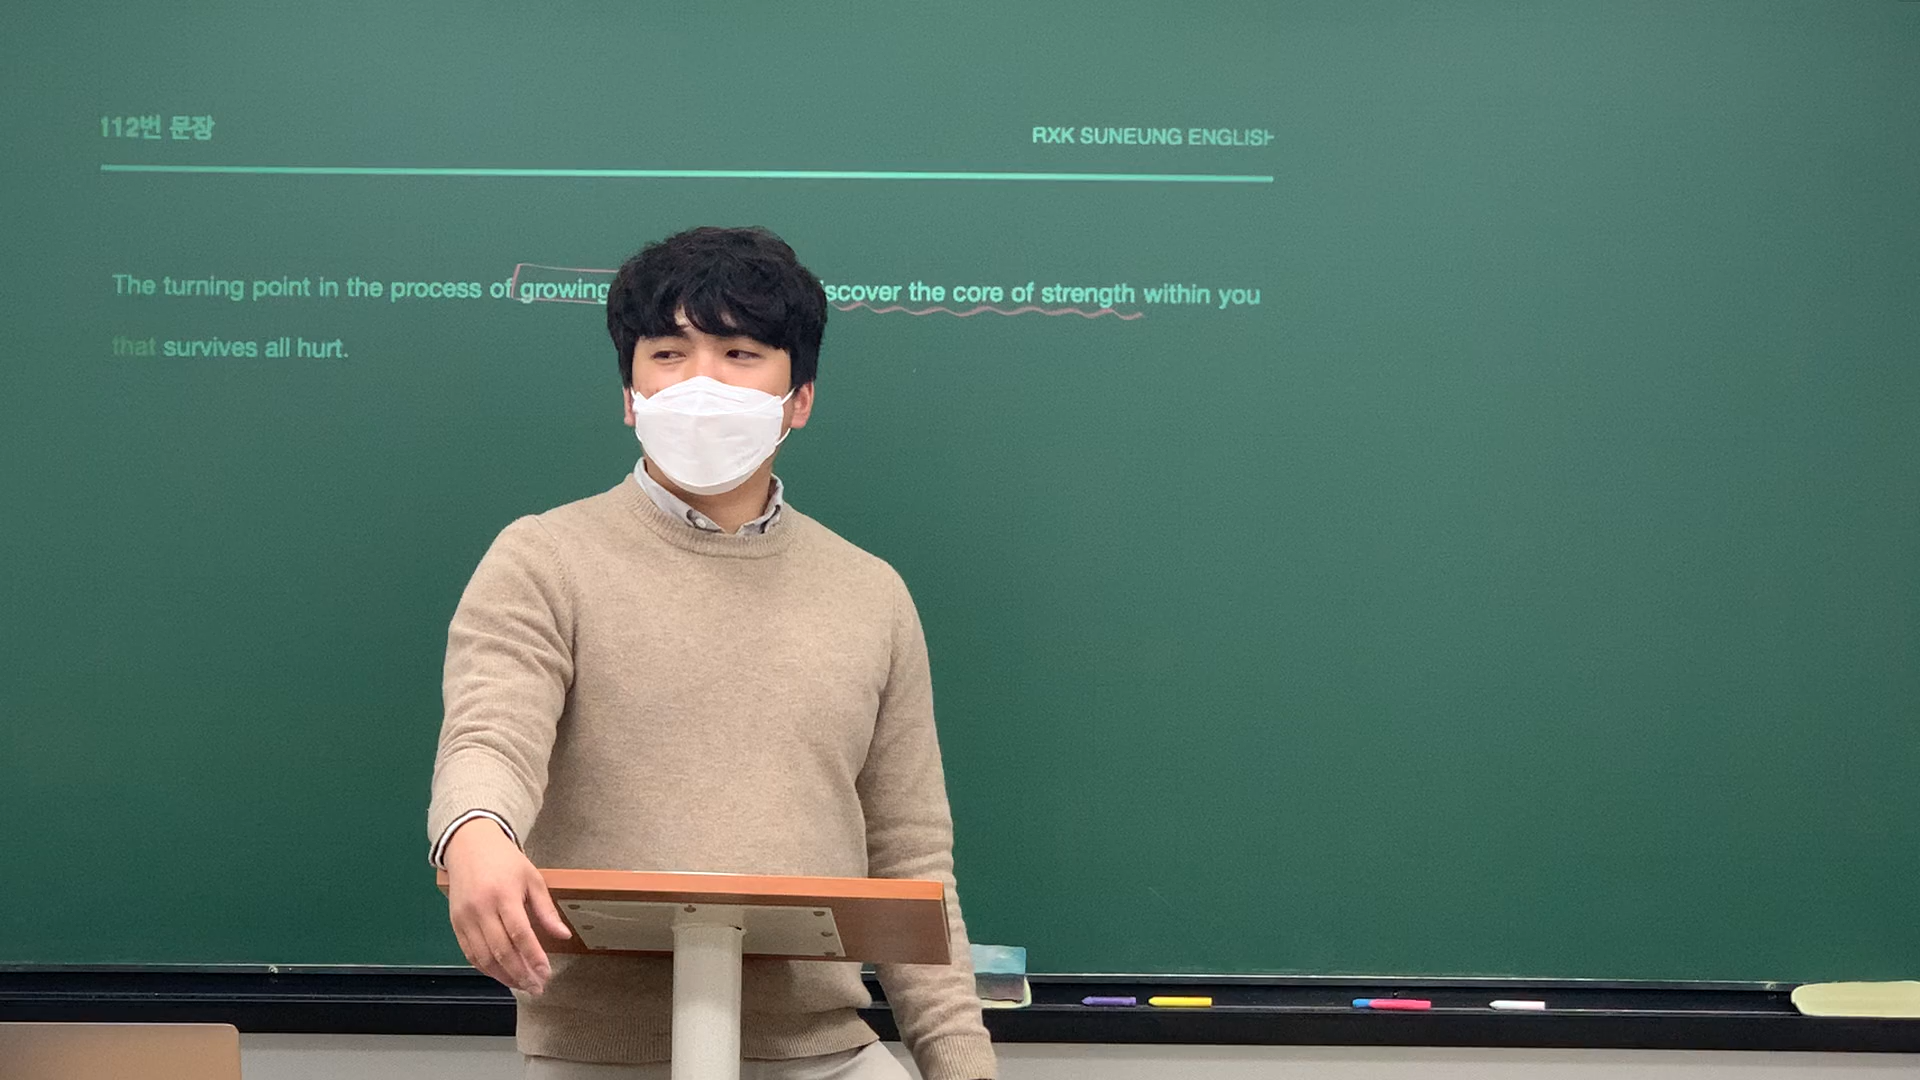 112번 문장
RXK SUNEUNG ENGLISH
The turning point in the process of growing iscover the core of strength within you
that survives all hurt.